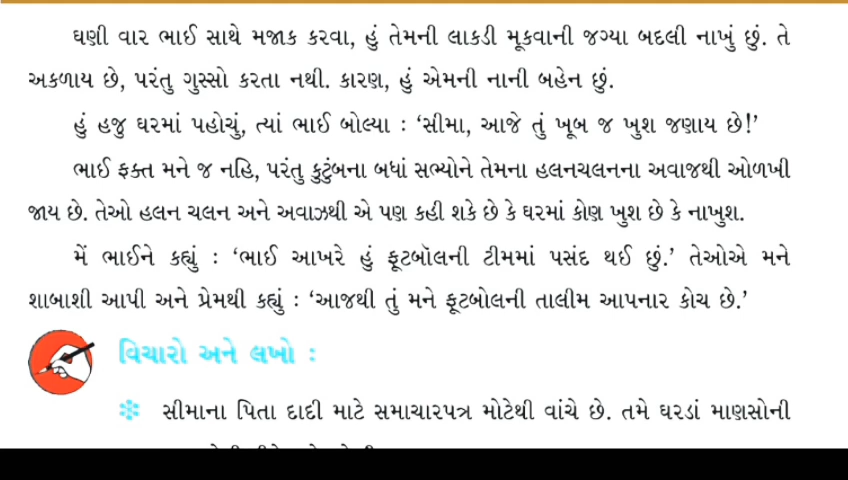 ઘણી વાર ભાઈ સાથે મજાક કરવા, હું તેમની લાકડી મૂકવાની જગ્યા બદલી નાખું છું. તે
અકળાય છે, પરંતુ ગુસ્સો કરતા નથી. કારણ, હું એમની નાની બહેન છું.
હું હજુ ઘરમાં પહોચું, ત્યાં ભાઈ બોલ્યા : ‘સીમા, આજે તું ખૂબ જ ખુશ જણાય છે!’
ભાઈ ફક્ત મને જ નહિ, પરંતુ કુટુંબના બધાં સભ્યોને તેમના હલનચલનના અવાજથી ઓળખી
જાય છે. તેઓ હલન ચલન અને અવાઝથી એ પણ કહી શકે છે કે ઘરમાં કોણ ખુશ છે કે નાખુશ.
મેં ભાઈને કહ્યું : ‘ભાઈ આખરે હું ફૂટબૉલની ટીમમાં પસંદ થઈ છું.’ તેઓએ મને
શાબાશી આપી અને પ્રેમથી કહ્યું : ‘આજથી તું મને ફૂટબોલની તાલીમ આપનાર કોચ છે.’
વિચારો અને લખો :
સીમાના પિતા દાદી માટે સમાચારપત્ર મોટેથી વાંચે છે. તમે ઘરડાં માણસોની